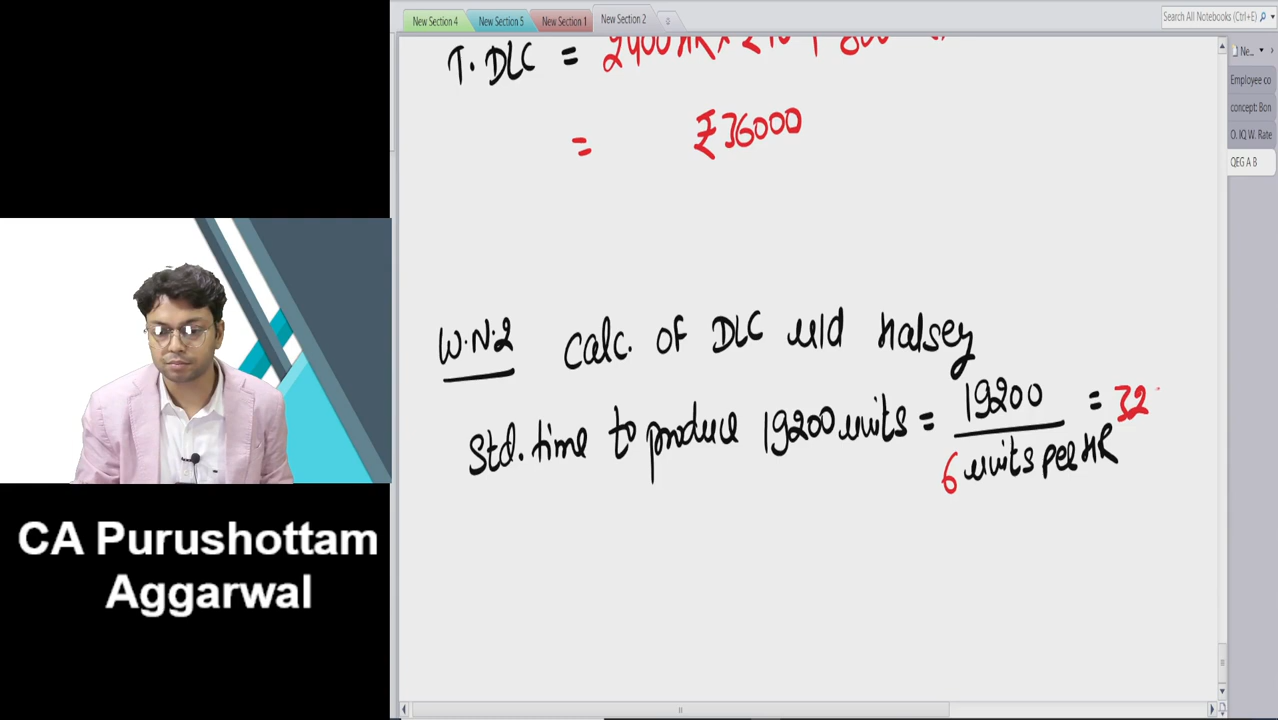 New Section 4
New Section 5
New Section 1
New Section 2
Search All Notebooks (Ctrl+E)
Ne...
Employee co
concept: Bon
O. IQ W. Rate
QEG A B
T. DLC =
= ₹36000
W.N.2 Calc. of DLC u/d Halsey
Std. time to produce 19200 units = 19200 = 32
6 units per HR
CA Purushottam
Aggarwal